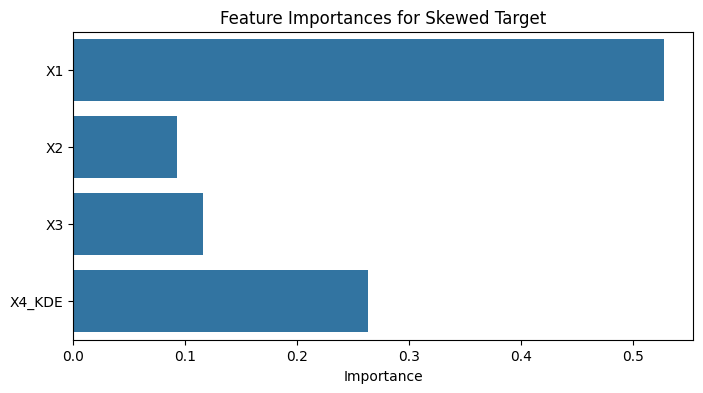 Feature Importances for Skewed Target
X1
X2
X3
X4_KDE
0.0 0.1 0.2 0.3 0.4 0.5
Importance